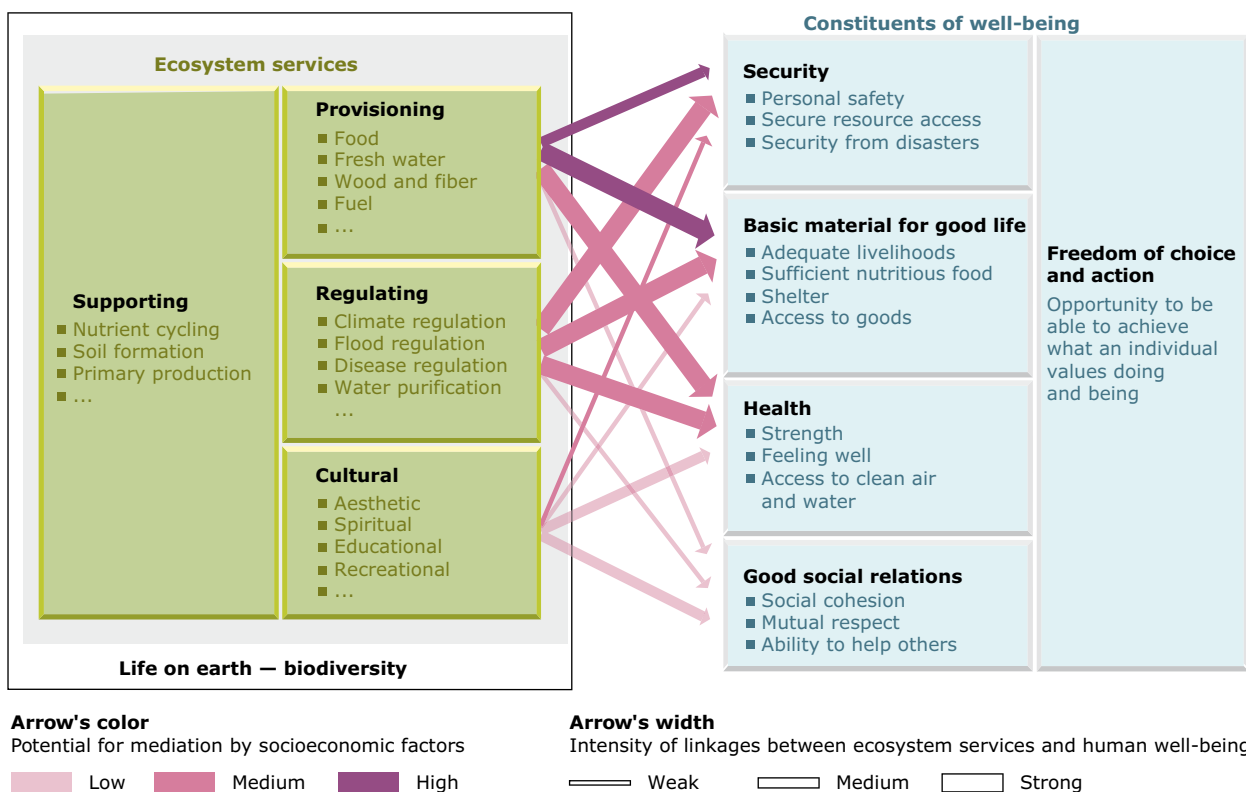 Constituents of well-being
Ecosystem services
Supporting
Nutrient cycling
Soil formation
Primary production
...
Provisioning
Food
Fresh water
Wood and fiber
Fuel
...
Regulating
Climate regulation
Flood regulation
Disease regulation
Water purification
...
Cultural
Aesthetic
Spiritual
Educational
Recreational
...
Life on earth — biodiversity
Security
Personal safety
Secure resource access
Security from disasters
Basic material for good life
Adequate livelihoods
Sufficient nutritious food
Shelter
Access to goods
Health
Strength
Feeling well
Access to clean air
and water
Good social relations
Social cohesion
Mutual respect
Ability to help others
Freedom of choice
and action
Opportunity to be
able to achieve
what an individual
values doing
and being
Arrow's color
Potential for mediation by socioeconomic factors
Low Medium High
Arrow's width
Intensity of linkages between ecosystem services and human well-being
Weak Medium Strong